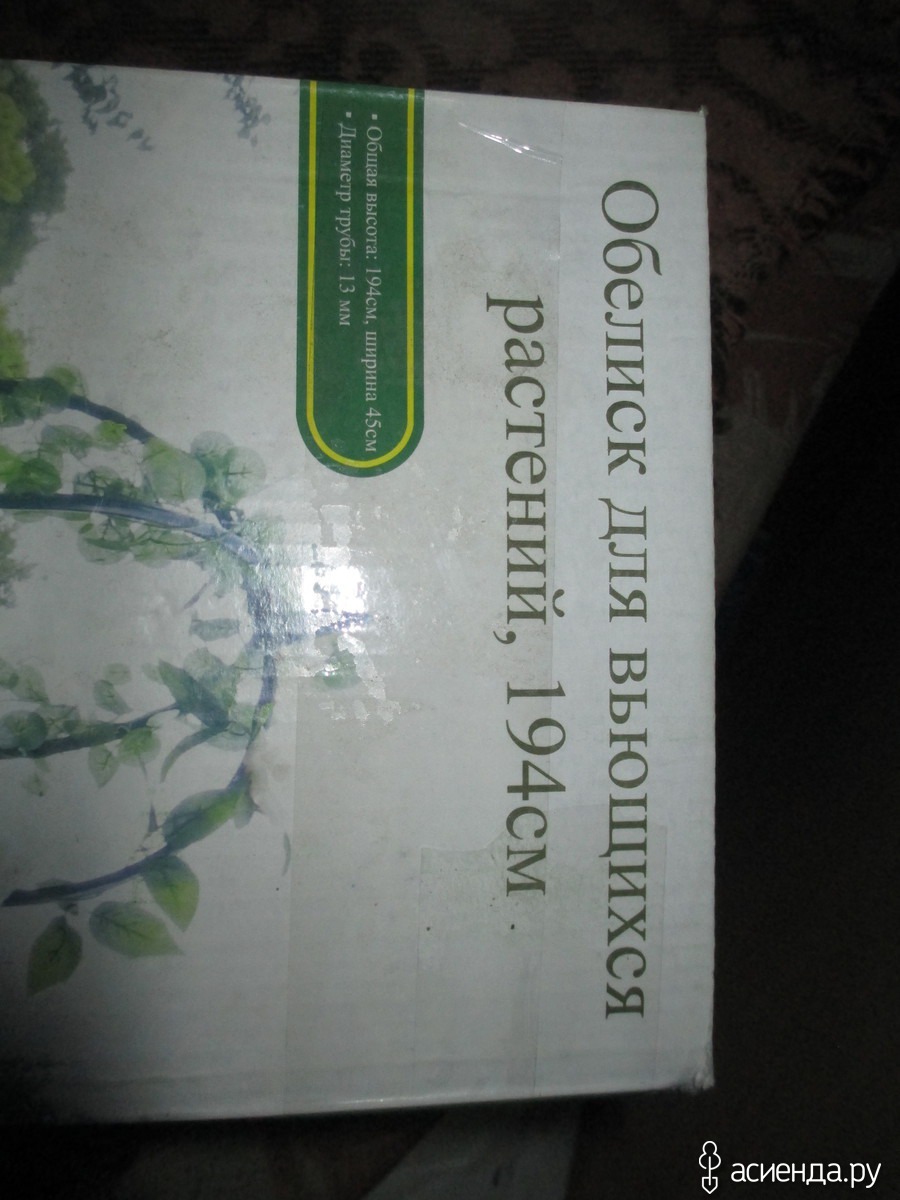 Обелиск для вьющихся
растений, 194см
▪ Общая высота: 194см, ширина 45см
▪ Диаметр трубы: 13 мм
асиенда.ру